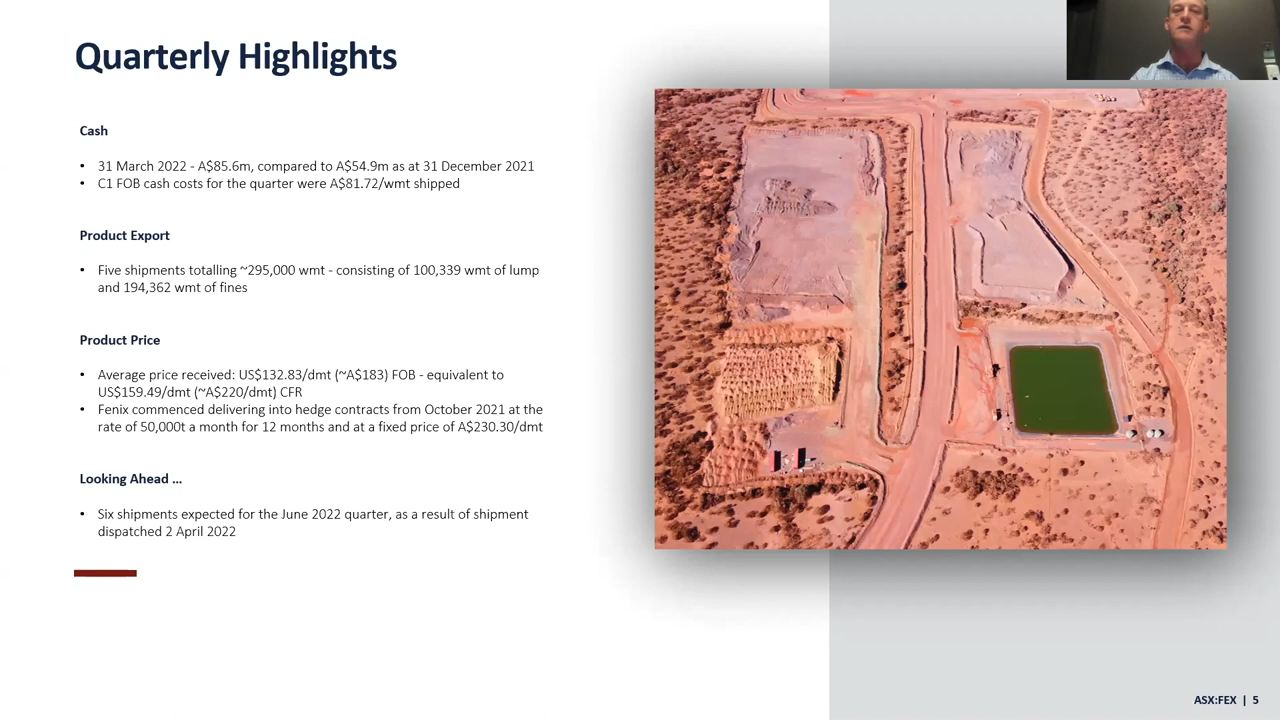 Quarterly Highlights
Cash
• 31 March 2022 - A$85.6m, compared to A$54.9m as at 31 December 2021
• C1 FOB cash costs for the quarter were A$81.72/wmt shipped
Product Export
• Five shipments totalling ~295,000 wmt - consisting of 100,339 wmt of lump
and 194,362 wmt of fines
Product Price
• Average price received: US$132.83/dmt (~A$183) FOB - equivalent to
US$159.49/dmt (~A$220/dmt) CFR
• Fenix commenced delivering into hedge contracts from October 2021 at the
rate of 50,000t a month for 12 months and at a fixed price of A$230.30/dmt
Looking Ahead ...
• Six shipments expected for the June 2022 quarter, as a result of shipment
dispatched 2 April 2022
ASX:FEX | 5